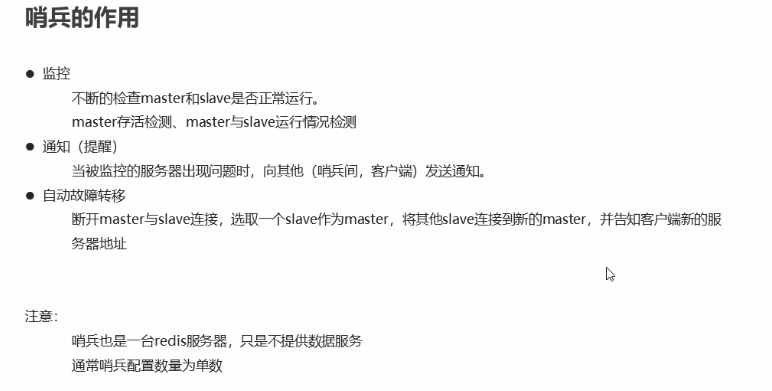 哨兵的作用
● 监控
不断的检查master和slave是否正常运行。
master存活检测、master与slave运行情况检测
● 通知（提醒）
当被监控的服务器出现问题时，向其他（哨兵间，客户端）发送通知。
● 自动故障转移
断开master与slave连接，选取一个slave作为master，将其他slave连接到新的master，并告知客户端新的服
务器地址
注意：
哨兵也是一台redis服务器，只是不提供数据服务
通常哨兵配置数量为单数